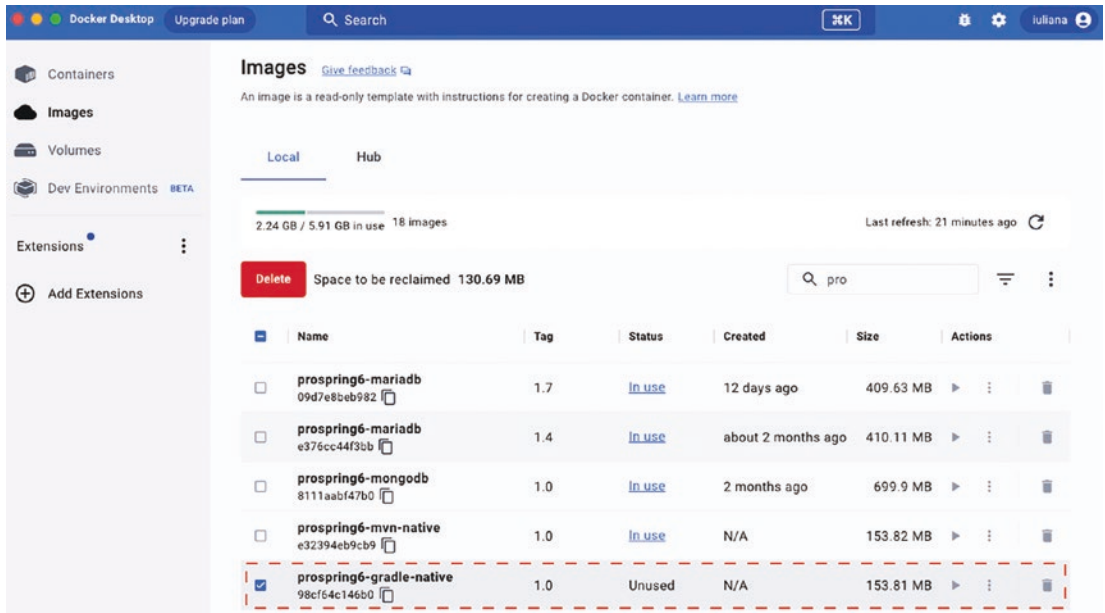 Docker Desktop Upgrade plan Search ⌘K iuliana
Containers
Images
Volumes
Dev Environments BETA
Extensions
Add Extensions
Images Give feedback
An image is a read-only template with instructions for creating a Docker container. Learn more
Local Hub
2.24 GB / 5.91 GB in use 18 images Last refresh: 21 minutes ago
Delete Space to be reclaimed 130.69 MB pro
Name Tag Status Created Size Actions
prospring6-mariadb 1.7 In use 12 days ago 409.63 MB
09d7e8beb982
prospring6-mariadb 1.4 In use about 2 months ago 410.11 MB
e376cc44f3bb
prospring6-mongodb 1.0 In use 2 months ago 699.9 MB
8111aabf47b0
prospring6-mvn-native 1.0 In use N/A 153.82 MB
e32394eb9cb9
prospring6-gradle-native 1.0 Unused N/A 153.81 MB
98cf64c146b0